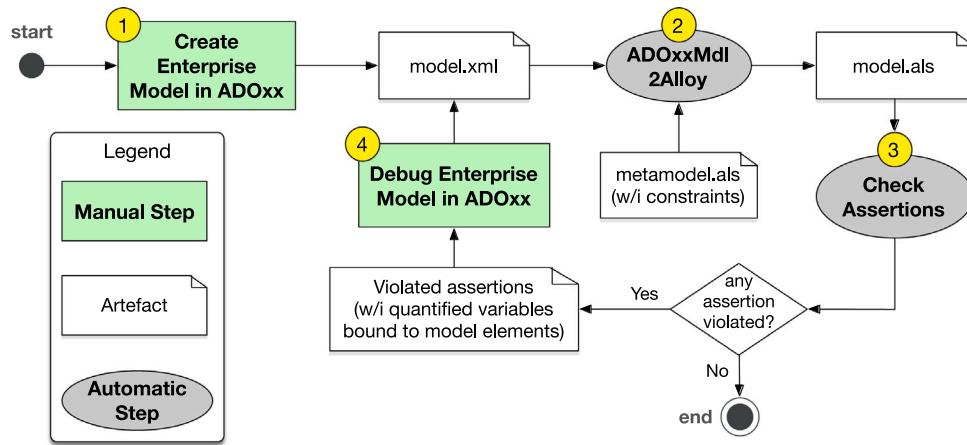 start
1
Create
Enterprise
Model in ADOxx
model.xml
2
ADOxxMdl
2Alloy
model.als
Legend
Manual Step
Artefact
Automatic
Step
4
Debug Enterprise
Model in ADOxx
metamodel.als
(w/i constraints)
3
Check
Assertions
Violated assertions
(w/i quantified variables
bound to model elements)
Yes
any
assertion
violated?
No
end